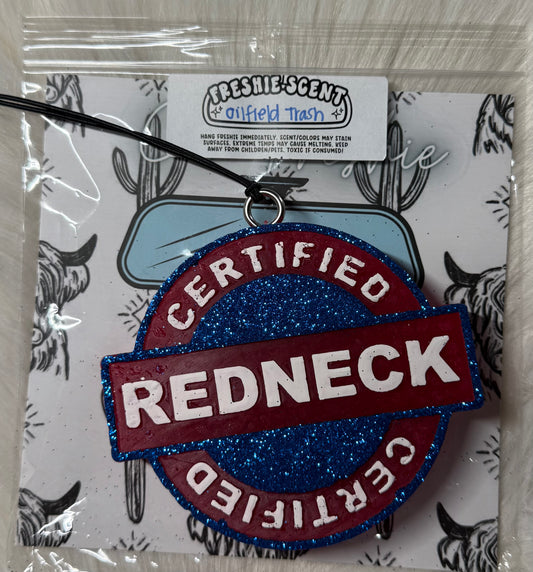 FRESHIE SCENT
Oilfield Trash
HANG FRESHIE IMMEDIATELY. SCENT/COLORS MAY STAIN
SURFACES. EXTREME TEMPS MAY CAUSE MELTING. KEEP
AWAY FROM CHILDREN/PETS. TOXIC IF CONSUMED!
CERTIFIED
REDNECK
CERTIFIED